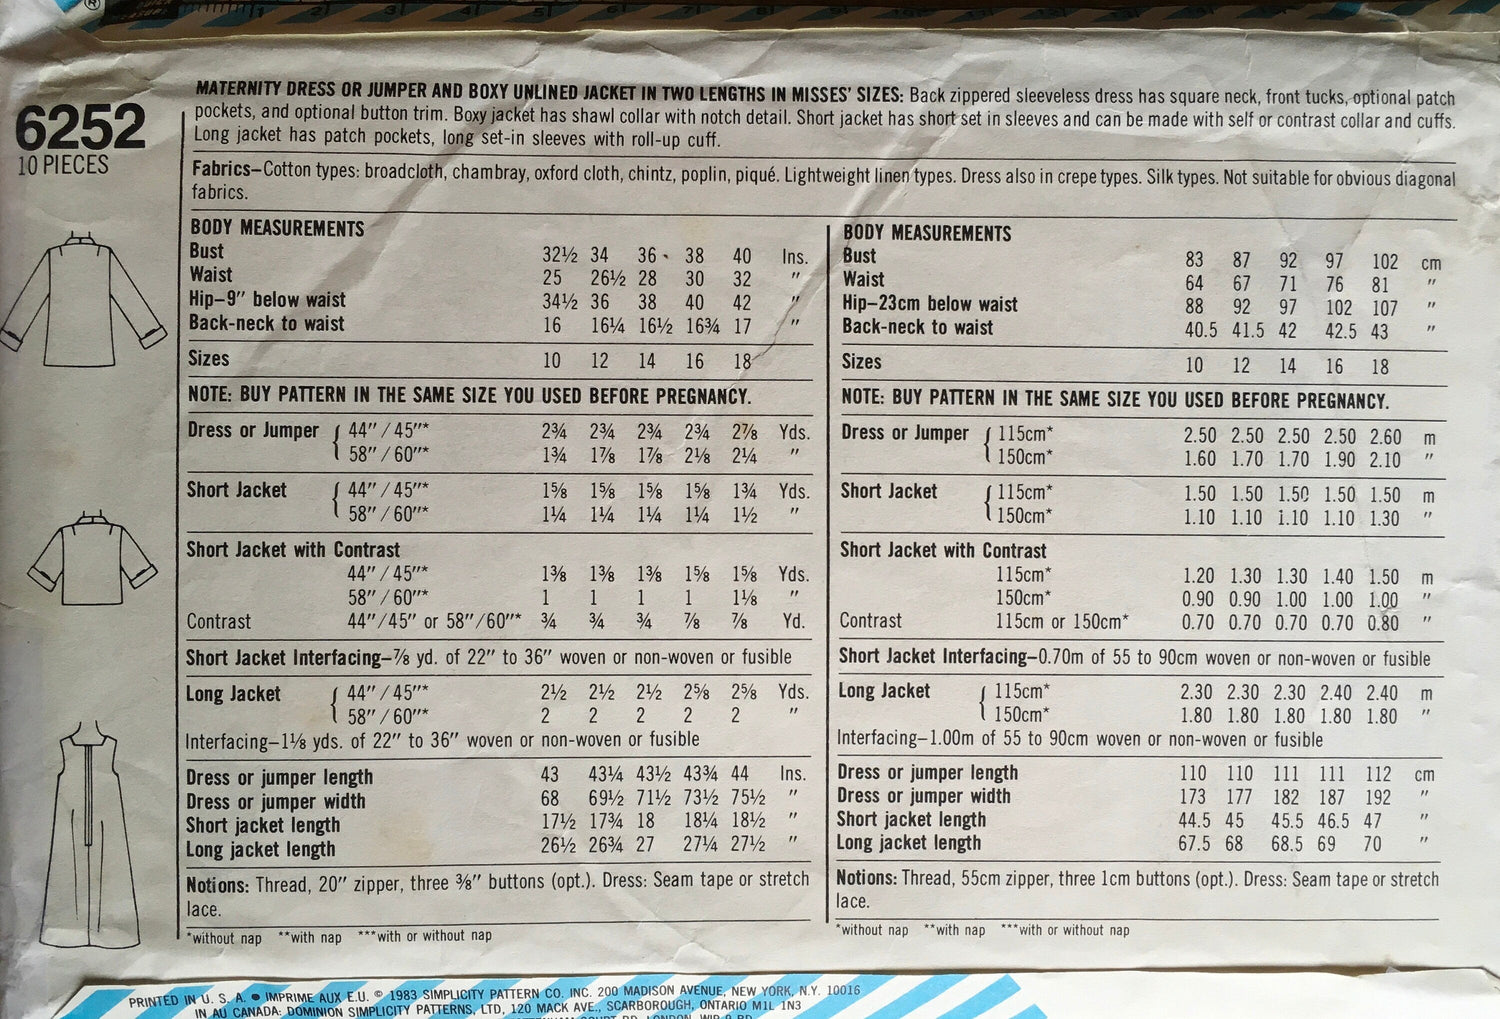 ®
6252
10 PIECES
MATERNITY DRESS OR JUMPER AND BOXY UNLINED JACKET IN TWO LENGTHS IN MISSES' SIZES: Back zippered sleeveless dress has square neck, front tucks, optional patch
pockets, and optional button trim. Boxy jacket has shawl collar with notch detail. Short jacket has short set in sleeves and can be made with self or contrast collar and cuffs.
Long jacket has patch pockets, long set-in sleeves with roll-up cuff.
Fabrics—Cotton types: broadcloth, chambray, oxford cloth, chintz, poplin, piqué. Lightweight linen types. Dress also in crepe types. Silk types. Not suitable for obvious diagonal
fabrics.
BODY MEASUREMENTS
Bust 32½ 34 36 38 40 Ins.
Waist 25 26½ 28 30 32 "
Hip—9" below waist 34½ 36 38 40 42 "
Back-neck to waist 16 16¼ 16½ 16¾ 17 "
Sizes 10 12 14 16 18
NOTE: BUY PATTERN IN THE SAME SIZE YOU USED BEFORE PREGNANCY.
Dress or Jumper { 44"/45"* 2¾ 2¾ 2¾ 2¾ 2⅞ Yds.
58"/60"* 1¾ 1⅞ 1⅞ 2⅛ 2¼ "
Short Jacket { 44"/45"* 1⅝ 1⅝ 1⅝ 1⅝ 1¾ Yds.
58"/60"* 1¼ 1¼ 1¼ 1¼ 1½ "
Short Jacket with Contrast
44"/45"* 1⅜ 1⅜ 1⅜ 1⅝ 1⅝ Yds.
58"/60"* 1 1 1 1 1⅛ "
Contrast 44"/45" or 58"/60"* ¾ ¾ ¾ ⅞ ⅞ Yd.
Short Jacket Interfacing—⅞ yd. of 22" to 36" woven or non-woven or fusible
Long Jacket { 44"/45"* 2½ 2½ 2½ 2⅝ 2⅝ Yds.
58"/60"* 2 2 2 2 2 "
Interfacing—1⅛ yds. of 22" to 36" woven or non-woven or fusible
Dress or jumper length 43 43¼ 43½ 43¾ 44 Ins.
Dress or jumper width 68 69½ 71½ 73½ 75½ "
Short jacket length 17½ 17¾ 18 18¼ 18½ "
Long jacket length 26½ 26¾ 27 27¼ 27½ "
Notions: Thread, 20" zipper, three ⅜" buttons (opt.). Dress: Seam tape or stretch
lace.
*without nap **with nap ***with or without nap
BODY MEASUREMENTS
Bust 83 87 92 97 102 cm
Waist 64 67 71 76 81 "
Hip—23cm below waist 88 92 97 102 107 "
Back-neck to waist 40.5 41.5 42 42.5 43 "
Sizes 10 12 14 16 18
NOTE: BUY PATTERN IN THE SAME SIZE YOU USED BEFORE PREGNANCY.
Dress or Jumper { 115cm* 2.50 2.50 2.50 2.50 2.60 m
150cm* 1.60 1.70 1.70 1.90 2.10 "
Short Jacket { 115cm* 1.50 1.50 1.50 1.50 1.50 m
150cm* 1.10 1.10 1.10 1.10 1.30 "
Short Jacket with Contrast
115cm* 1.20 1.30 1.30 1.40 1.50 m
150cm* 0.90 0.90 1.00 1.00 1.00 "
Contrast 115cm or 150cm* 0.70 0.70 0.70 0.70 0.80 "
Short Jacket Interfacing—0.70m of 55 to 90cm woven or non-woven or fusible
Long Jacket { 115cm* 2.30 2.30 2.30 2.40 2.40 m
150cm* 1.80 1.80 1.80 1.80 1.80 "
Interfacing—1.00m of 55 to 90cm woven or non-woven or fusible
Dress or jumper length 110 110 111 111 112 cm
Dress or jumper width 173 177 182 187 192 "
Short jacket length 44.5 45 45.5 46.5 47 "
Long jacket length 67.5 68 68.5 69 70 "
Notions: Thread, 55cm zipper, three 1cm buttons (opt.). Dress: Seam tape or stretch
lace.
*without nap **with nap ***with or without nap
PRINTED IN U. S. A. ● IMPRIME AUX E.U. © 1983 SIMPLICITY PATTERN CO. INC. 200 MADISON AVENUE, NEW YORK, N.Y. 10016
IN AU CANADA: DOMINION SIMPLICITY PATTERNS, LTD, 120 MACK AVE., SCARBOROUGH, ONTARIO M1L 1N3